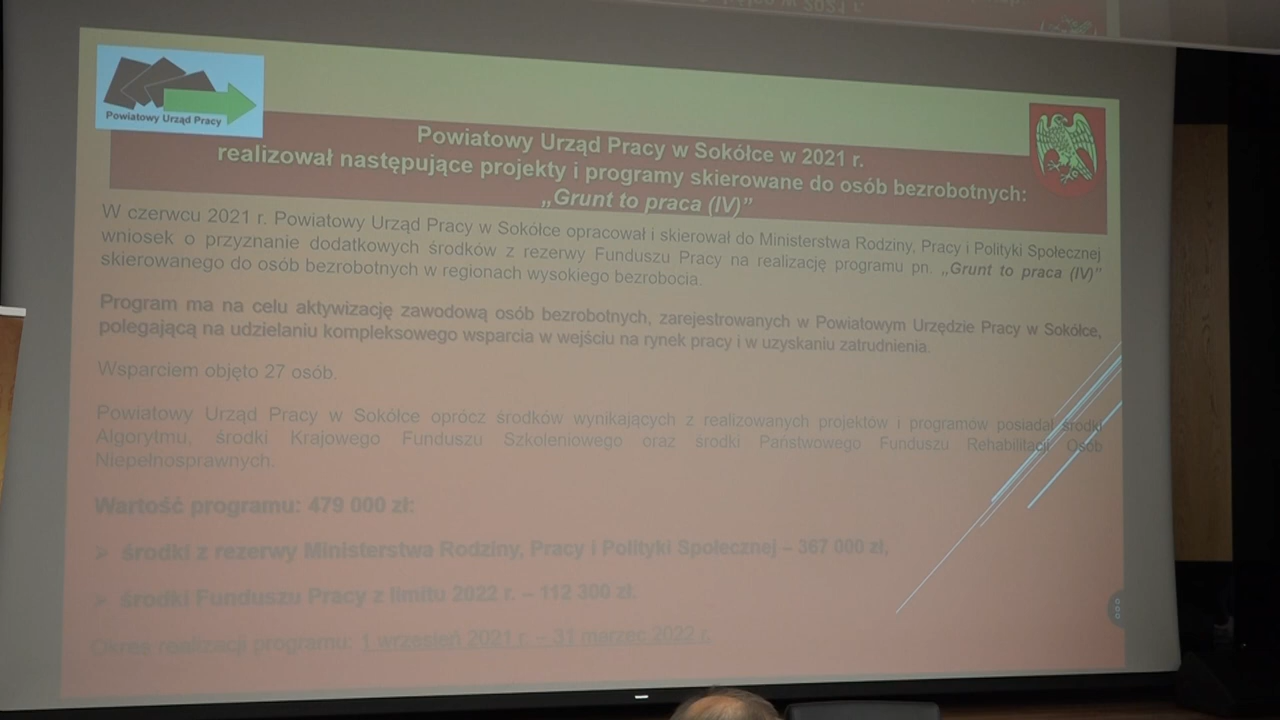 Powiatowy Urząd Pracy
Powiatowy Urząd Pracy w Sokółce w 2021 r.
realizował następujące projekty i programy skierowane do osób bezrobotnych:
„Grunt to praca (IV)”
W czerwcu 2021 r. Powiatowy Urząd Pracy w Sokółce opracował i skierował do Ministerstwa Rodziny, Pracy i Polityki Społecznej
wniosek o przyznanie dodatkowych środków z rezerwy Funduszu Pracy na realizację programu pn. „Grunt to praca (IV)”
skierowanego do osób bezrobotnych w regionach wysokiego bezrobocia.
Program ma na celu aktywizację zawodową osób bezrobotnych, zarejestrowanych w Powiatowym Urzędzie Pracy w Sokółce,
polegającą na udzielaniu kompleksowego wsparcia w wejściu na rynek pracy i w uzyskaniu zatrudnienia.
Wsparciem objęto 27 osób.
Powiatowy Urząd Pracy w Sokółce oprócz środków wynikających z realizowanych projektów i programów posiadał środki
Algorytmu, środki Krajowego Funduszu Szkoleniowego oraz środki Państwowego Funduszu Rehabilitacji Osób
Niepełnosprawnych.
Wartość programu: 479 000 zł:
➢ środki z rezerwy Ministerstwa Rodziny, Pracy i Polityki Społecznej – 367 000 zł,
➢ środki Funduszu Pracy z limitu 2022 r. – 112 300 zł.
Okres realizacji programu: 1 wrzesień 2021 r. – 31 marzec 2022 r.